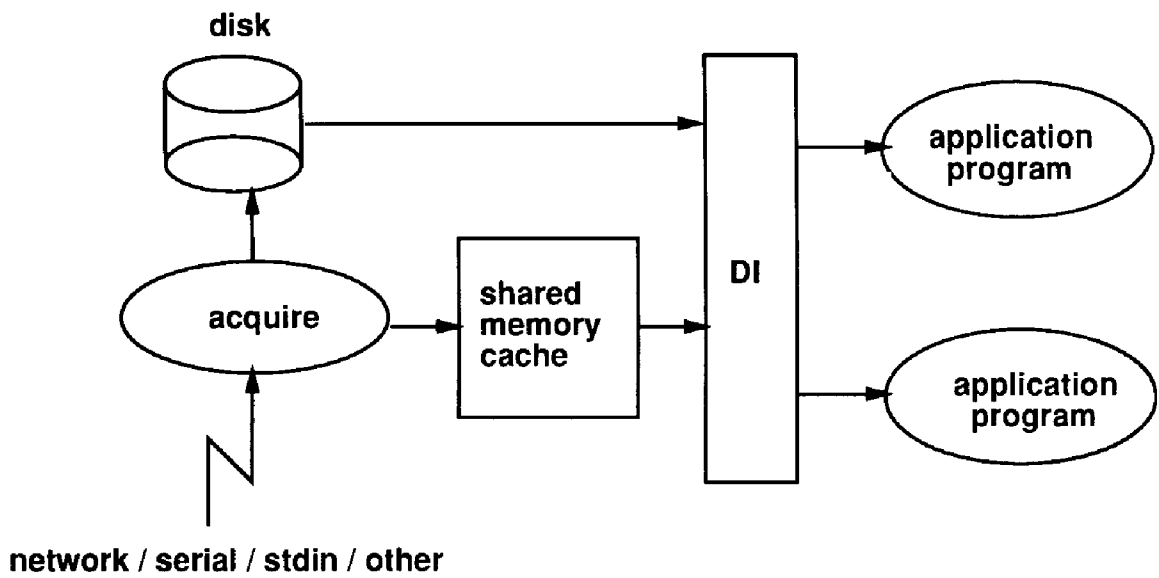 disk
application
program
DI
shared
memory
cache
acquire
application
program
network / serial / stdin / other